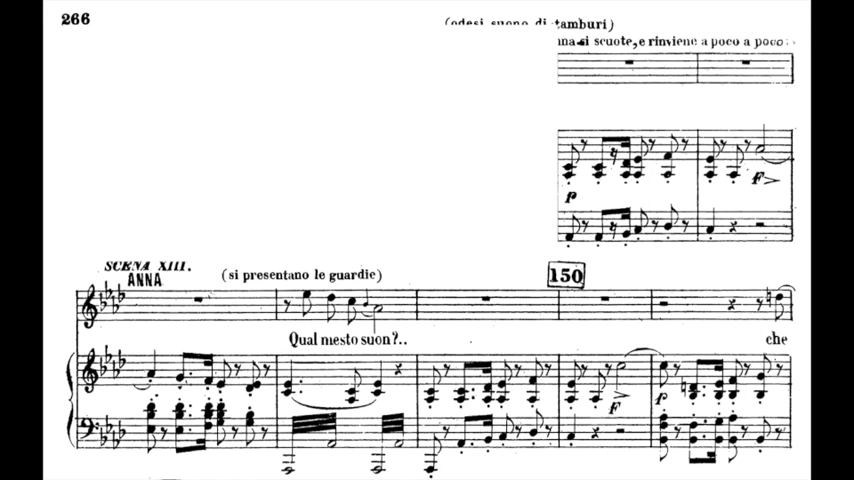 266
(odesi suono di tamburi)
si scuote, e rinviene a poco a poco
p
F
SCENA XIII.
ANNA
(si presentano le guardie)
150
Qual mesto suon?.. che
F
p